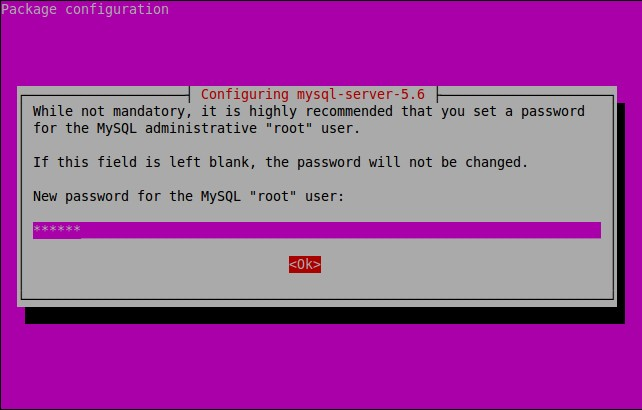 Package configuration
Configuring mysql-server-5.6
While not mandatory, it is highly recommended that you set a password
for the MySQL administrative "root" user.
If this field is left blank, the password will not be changed.
New password for the MySQL "root" user:
******
<Ok>